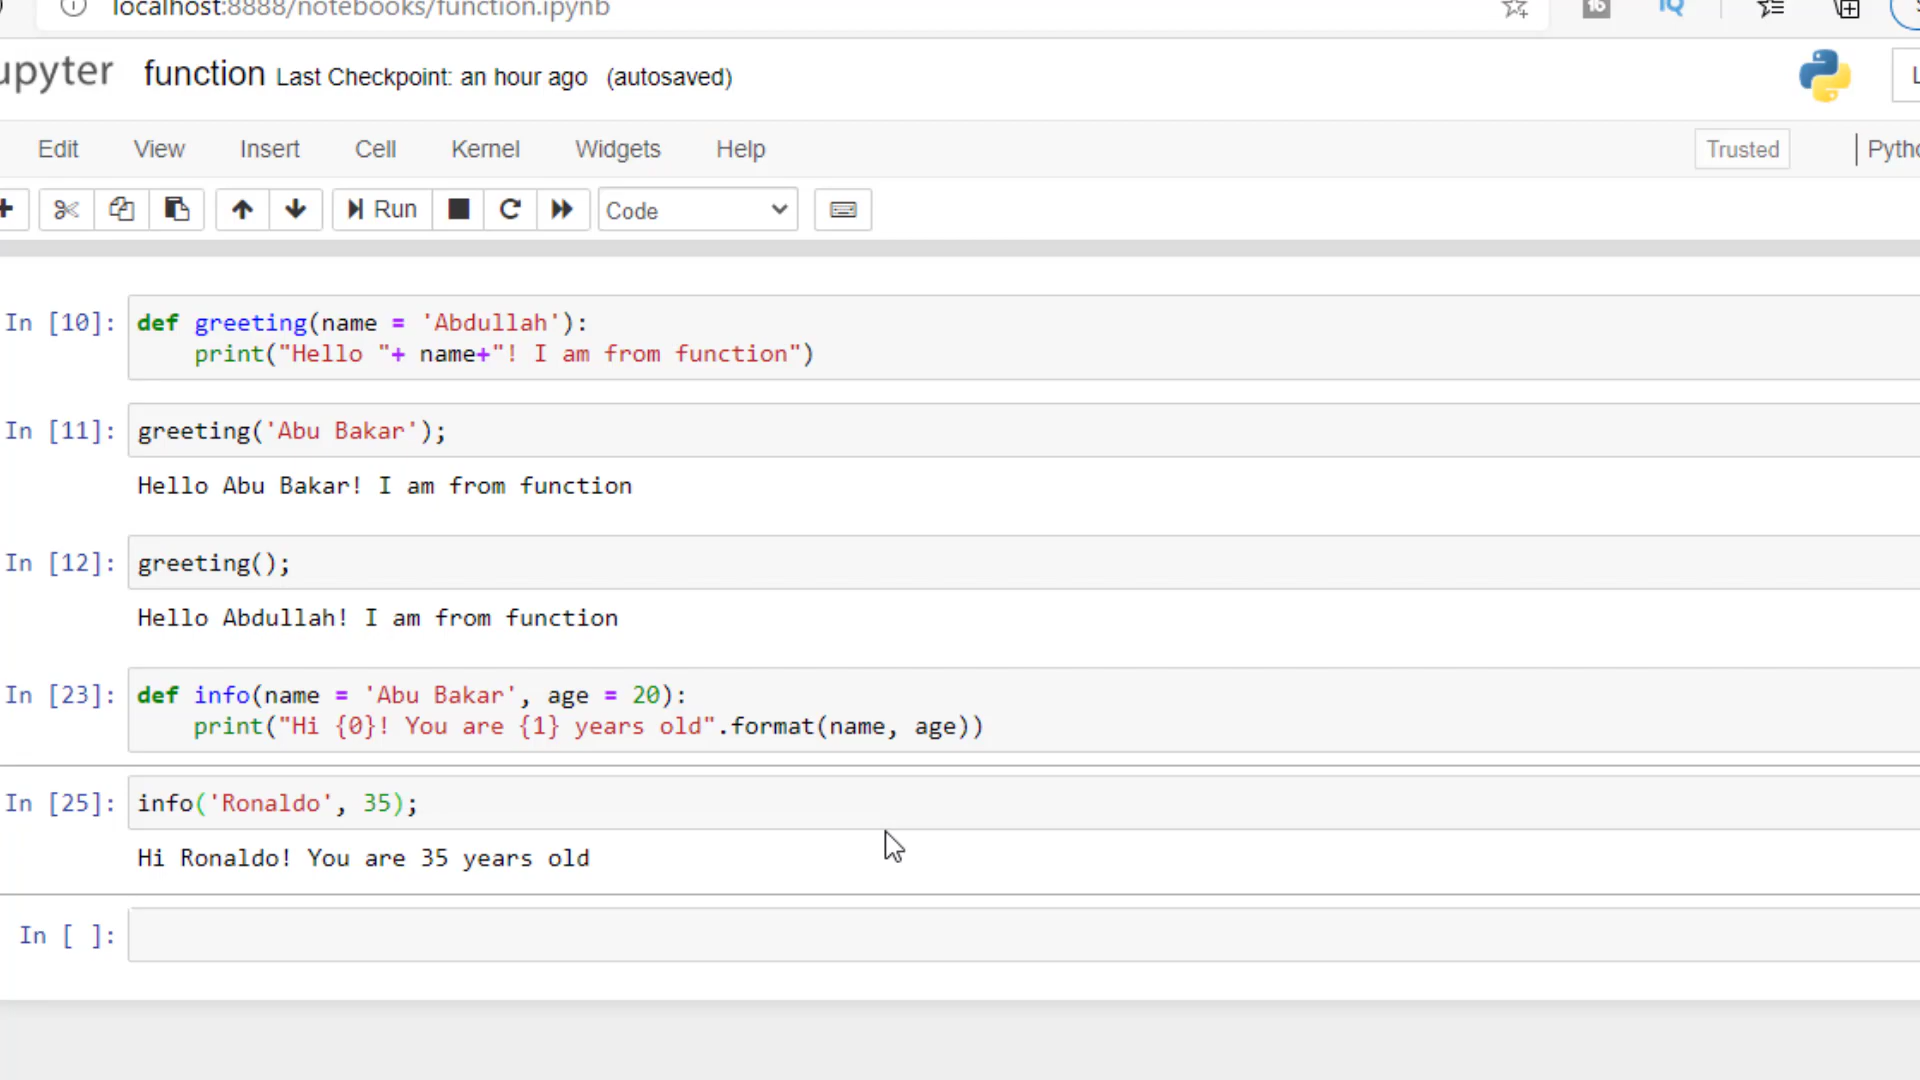 localhost:8888/notebooks/function.ipynb
16 IQ
upyter function Last Checkpoint: an hour ago (autosaved)
Edit View Insert Cell Kernel Widgets Help Trusted Pytho
Run Code
In [10]: def greeting(name = 'Abdullah'):
print("Hello "+ name+"! I am from function")
In [11]: greeting('Abu Bakar');
Hello Abu Bakar! I am from function
In [12]: greeting();
Hello Abdullah! I am from function
In [23]: def info(name = 'Abu Bakar', age = 20):
print("Hi {0}! You are {1} years old".format(name, age))
In [25]: info('Ronaldo', 35);
Hi Ronaldo! You are 35 years old
In [ ]: